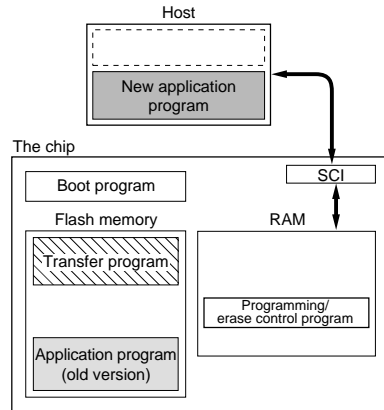 Host
New application
program
The chip
SCI
Boot program
Flash memory
RAM
Transfer program
Programming/
erase control program
Application program
(old version)